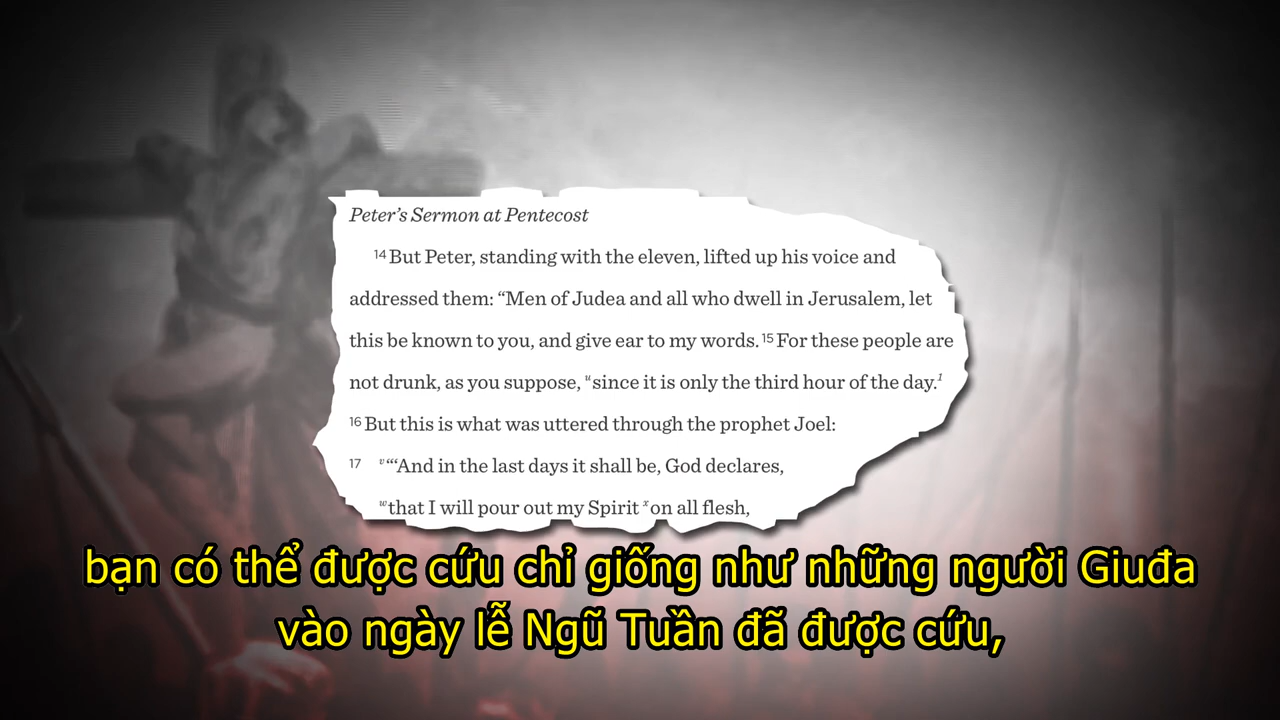 Peter's Sermon at Pentecost
14 But Peter, standing with the eleven, lifted up his voice and
addressed them: “Men of Judea and all who dwell in Jerusalem, let
this be known to you, and give ear to my words. 15 For these people are
not drunk, as you suppose, u since it is only the third hour of the day.1
16 But this is what was uttered through the prophet Joel:
17 v “‘And in the last days it shall be, God declares,
w that I will pour out my Spirit x on all flesh,
bạn có thể được cứu chỉ giống như những người Giuđa
vào ngày lễ Ngũ Tuần đã được cứu,